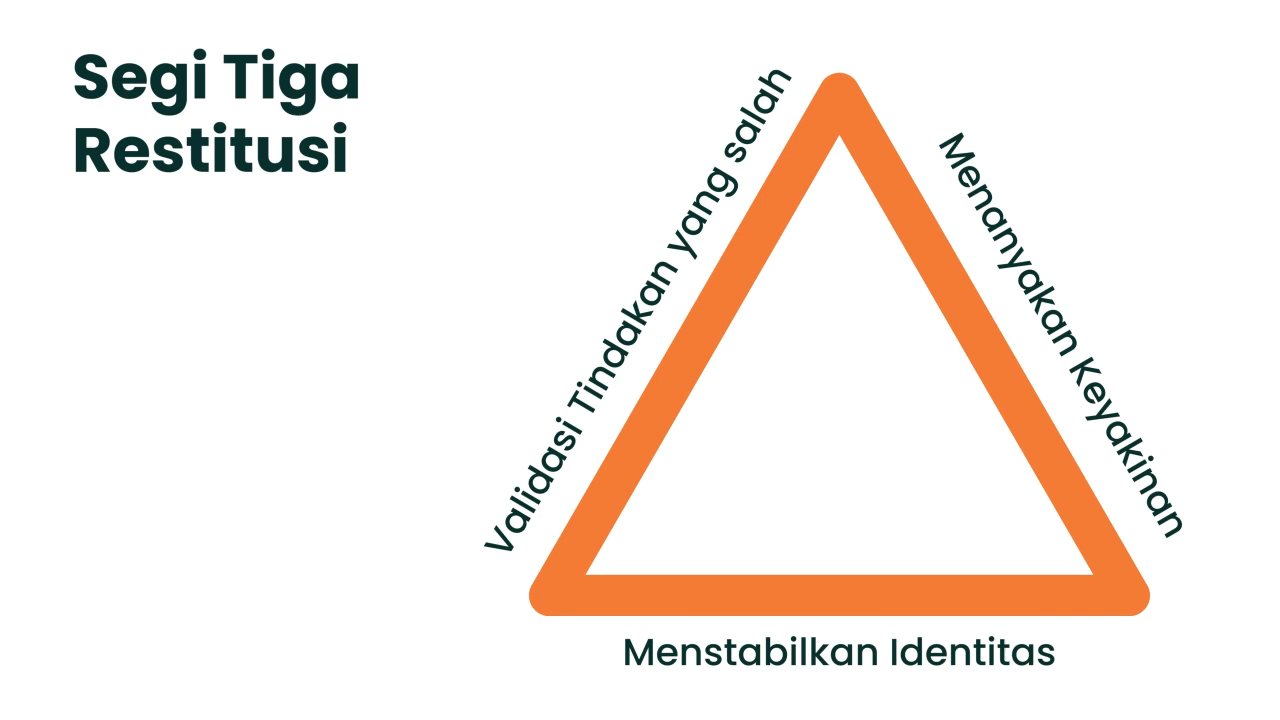 Segi Tiga
Restitusi
Validasi Tindakan yang salah
Menanyakan Keyakinan
Menstabilkan Identitas